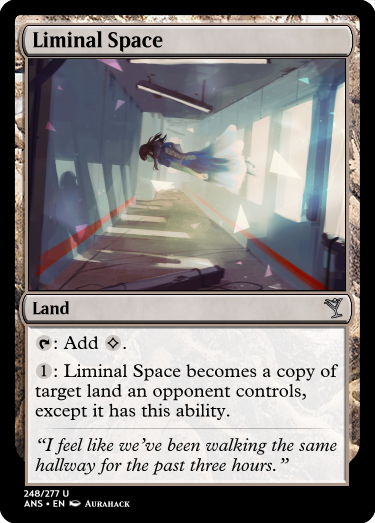 Liminal Space
Land
: Add .
1: Liminal Space becomes a copy of
target land an opponent controls,
except it has this ability.
“I feel like we’ve been walking the same
hallway for the past three hours.”
248/277 U
ANS • EN Aurahack